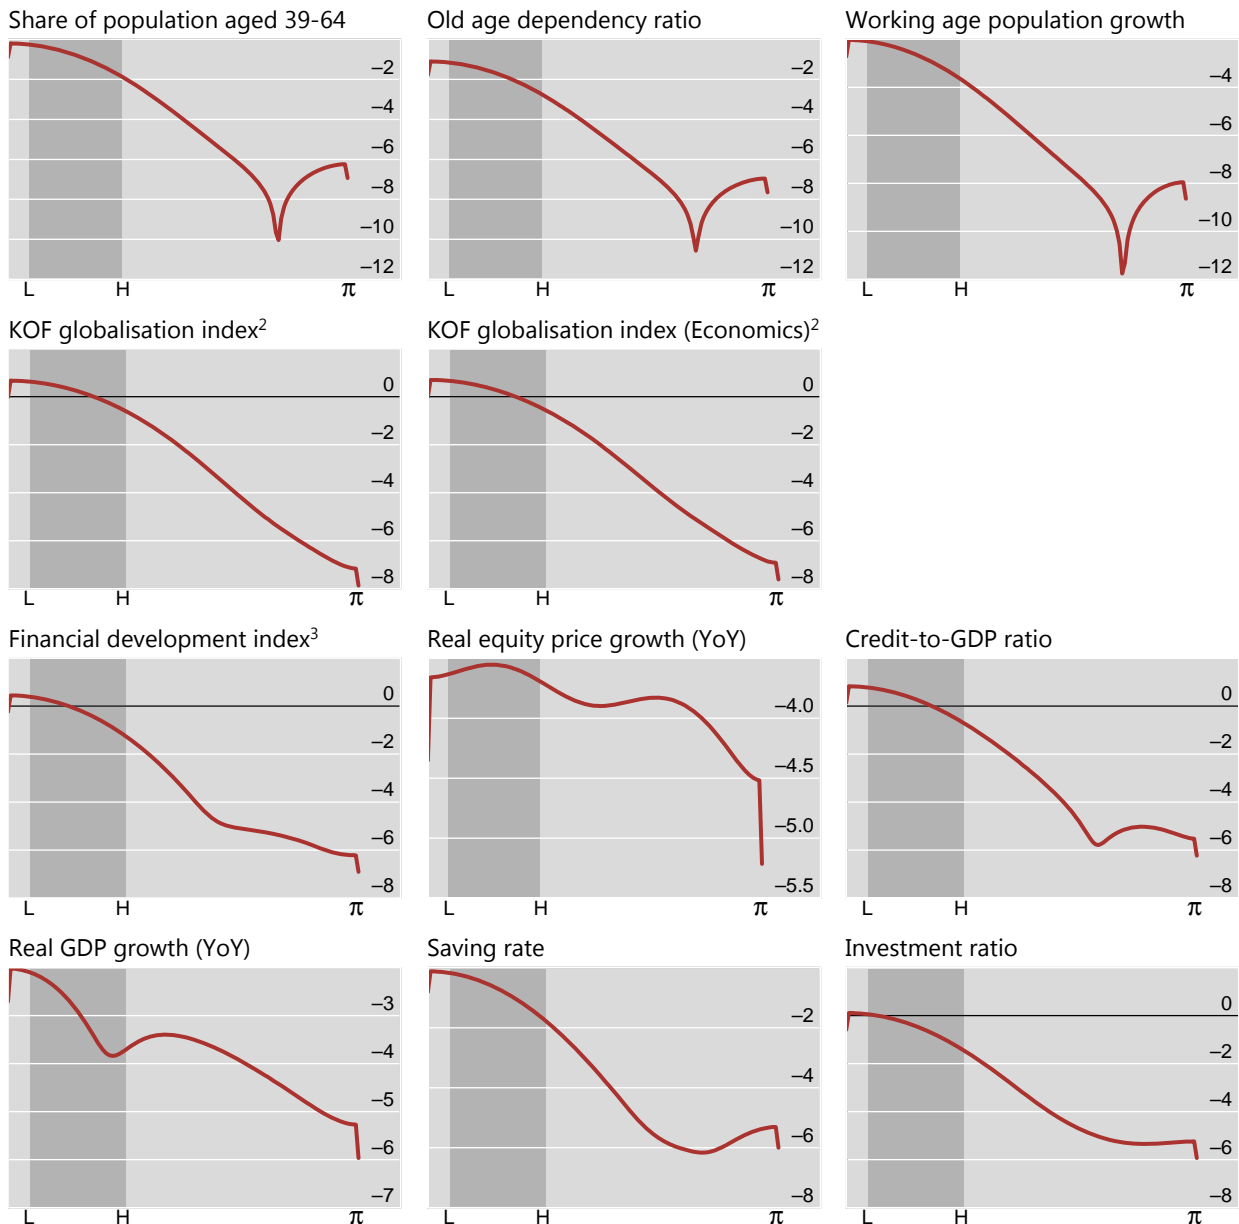 Share of population aged 39-64
Old age dependency ratio
Working age population growth
–2
–4
–6
–8
–10
–12
L H π
–2
–4
–6
–8
–10
–12
L H π
–4
–6
–8
–10
–12
L H π
KOF globalisation index²
KOF globalisation index (Economics)²
0
–2
–4
–6
–8
L H π
0
–2
–4
–6
–8
L H π
Financial development index³
Real equity price growth (YoY)
Credit-to-GDP ratio
0
–2
–4
–6
–8
L H π
–4.0
–4.5
–5.0
–5.5
L H π
0
–2
–4
–6
–8
L H π
Real GDP growth (YoY)
Saving rate
Investment ratio
–3
–4
–5
–6
–7
L H π
–2
–4
–6
–8
L H π
0
–2
–4
–6
–8
L H π